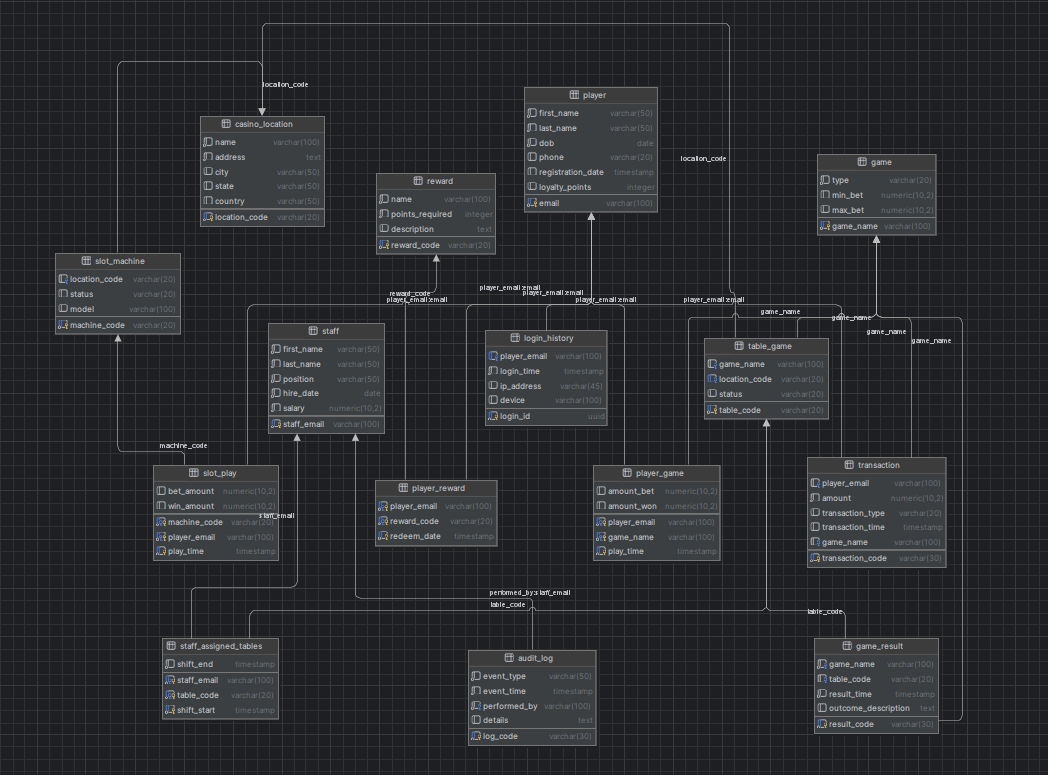 location_code
casino_location
name varchar(100)
address text
city varchar(50)
state varchar(50)
country varchar(50)
location_code varchar(20)
player
first_name varchar(50)
last_name varchar(50)
dob date
phone varchar(20)
registration_date timestamp
loyalty_points integer
email varchar(100)
location_code
game
type varchar(20)
min_bet numeric(10,2)
max_bet numeric(10,2)
game_name varchar(100)
reward
name varchar(100)
points_required integer
description text
reward_code varchar(20)
slot_machine
location_code varchar(20)
status varchar(20)
model varchar(100)
machine_code varchar(20)
reward_code
player_email:email
player_email:email
player_email:email
player_email:email
player_email:email
game_name
game_name
game_name
game_name
staff
first_name varchar(50)
last_name varchar(50)
position varchar(50)
hire_date date
salary numeric(10,2)
staff_email varchar(100)
login_history
player_email varchar(100)
login_time timestamp
ip_address varchar(45)
device varchar(100)
login_id uuid
table_game
game_name varchar(100)
location_code varchar(20)
status varchar(20)
table_code varchar(20)
machine_code
slot_play
bet_amount numeric(10,2)
win_amount numeric(10,2)
machine_code varchar(20)
player_email varchar(100)
play_time timestamp
staff_email
player_reward
player_email varchar(100)
reward_code varchar(20)
redeem_date timestamp
player_game
amount_bet numeric(10,2)
amount_won numeric(10,2)
player_email varchar(100)
game_name varchar(100)
play_time timestamp
transaction
player_email varchar(100)
amount numeric(10,2)
transaction_type varchar(20)
transaction_time timestamp
game_name varchar(100)
transaction_code varchar(30)
performed_by:staff_email
table_code
table_code
staff_assigned_tables
shift_end timestamp
staff_email varchar(100)
table_code varchar(20)
shift_start timestamp
audit_log
event_type varchar(50)
event_time timestamp
performed_by varchar(100)
details text
log_code varchar(30)
game_result
game_name varchar(100)
table_code varchar(20)
result_time timestamp
outcome_description text
result_code varchar(30)